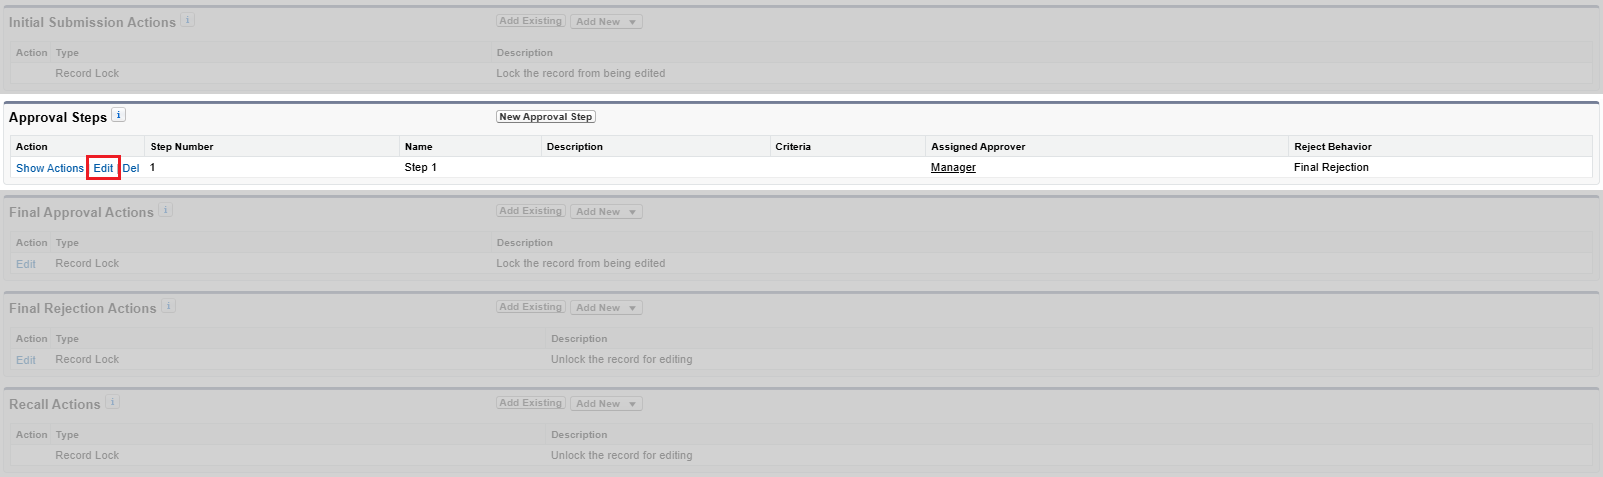 Initial Submission Actions i Add Existing Add New
Action Type Description
Record Lock Lock the record from being edited
Approval Steps i New Approval Step
Action Step Number Name Description Criteria Assigned Approver Reject Behavior
Show Actions | Edit | Del 1 Step 1 Manager Final Rejection
Final Approval Actions i Add Existing Add New
Action Type Description
Edit Record Lock Lock the record from being edited
Final Rejection Actions i Add Existing Add New
Action Type Description
Edit Record Lock Unlock the record for editing
Recall Actions i Add Existing Add New
Action Type Description
Record Lock Unlock the record for editing